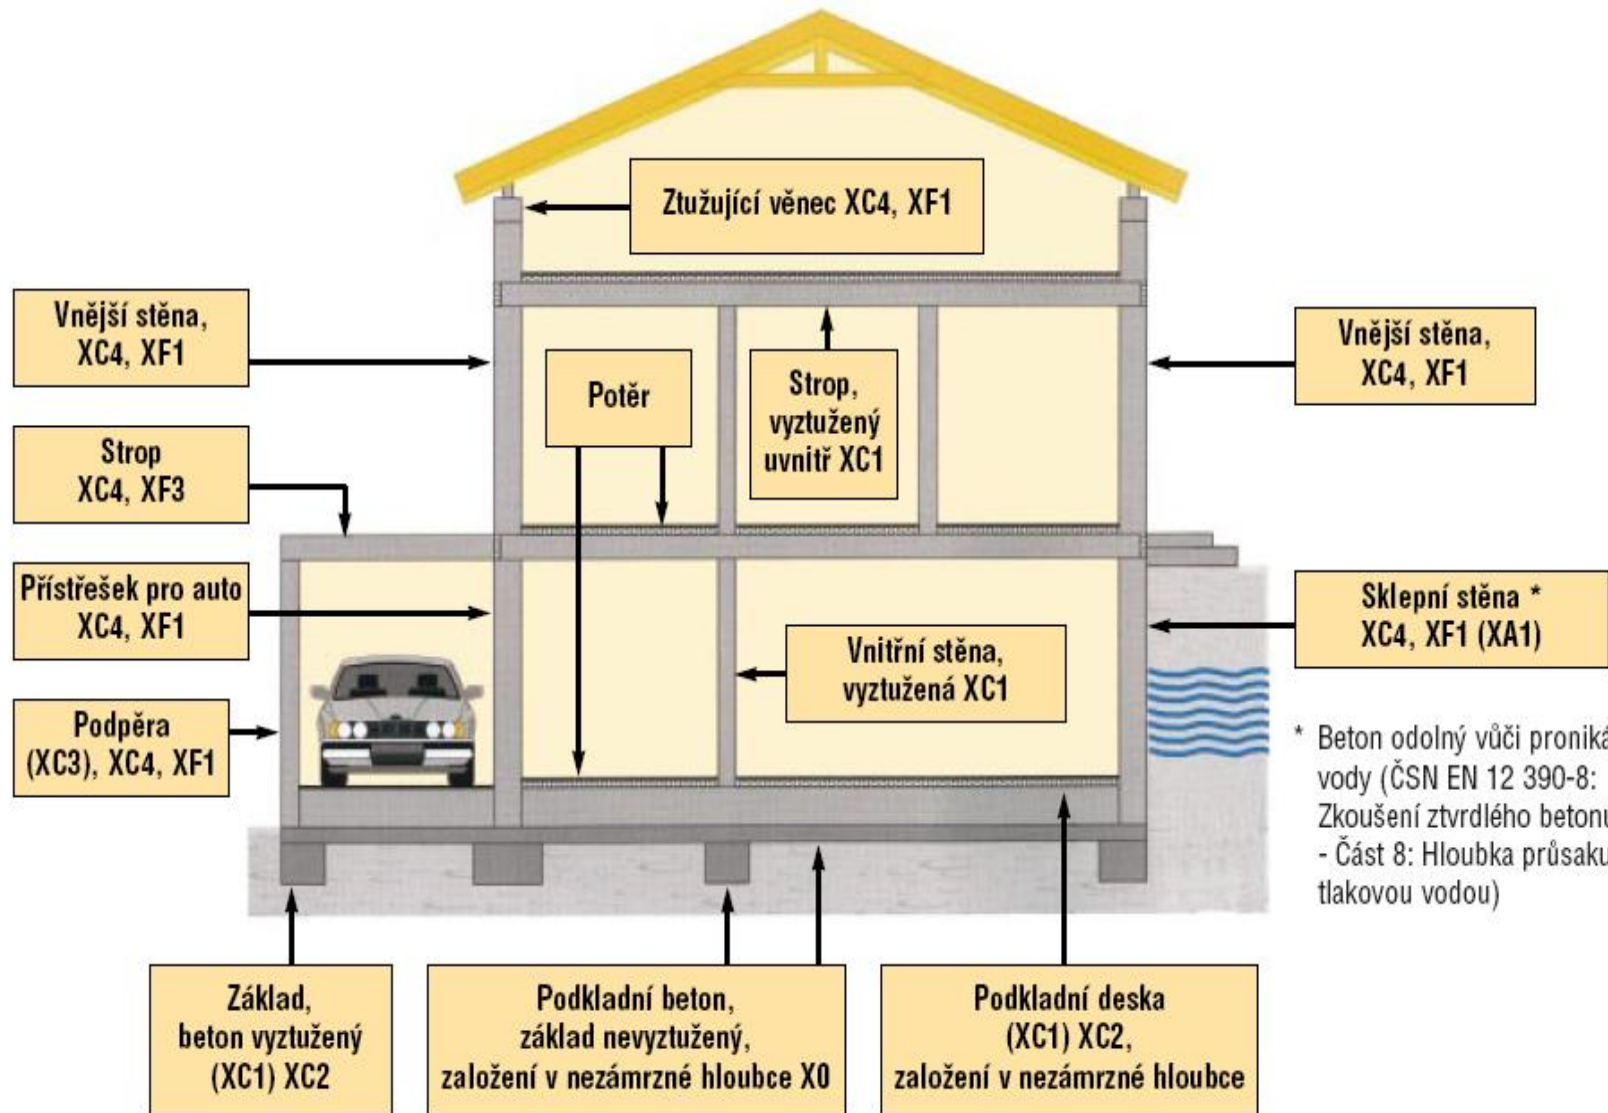 Ztužující věnec XC4, XF1
Vnější stěna,
XC4, XF1
Potěr
Strop,
vyztužený
uvnitř XC1
Vnější stěna,
XC4, XF1
Strop
XC4, XF3
Přístřešek pro auto
XC4, XF1
Sklepní stěna *
XC4, XF1 (XA1)
Vnitřní stěna,
vyztužená XC1
Podpěra
(XC3), XC4, XF1
* Beton odolný vůči
vody (ČSN EN 12 390-8:
Zkoušení ztvrdlého betonu
- Část 8: Hloubka průsaku
tlakovou vodou)
Základ,
beton vyztužený
(XC1) XC2
Podkladní beton,
základ nevyztužený,
založení v nezámrzné hloubce X0
Podkladní deska
(XC1) XC2,
založení v nezámrzné hloubce